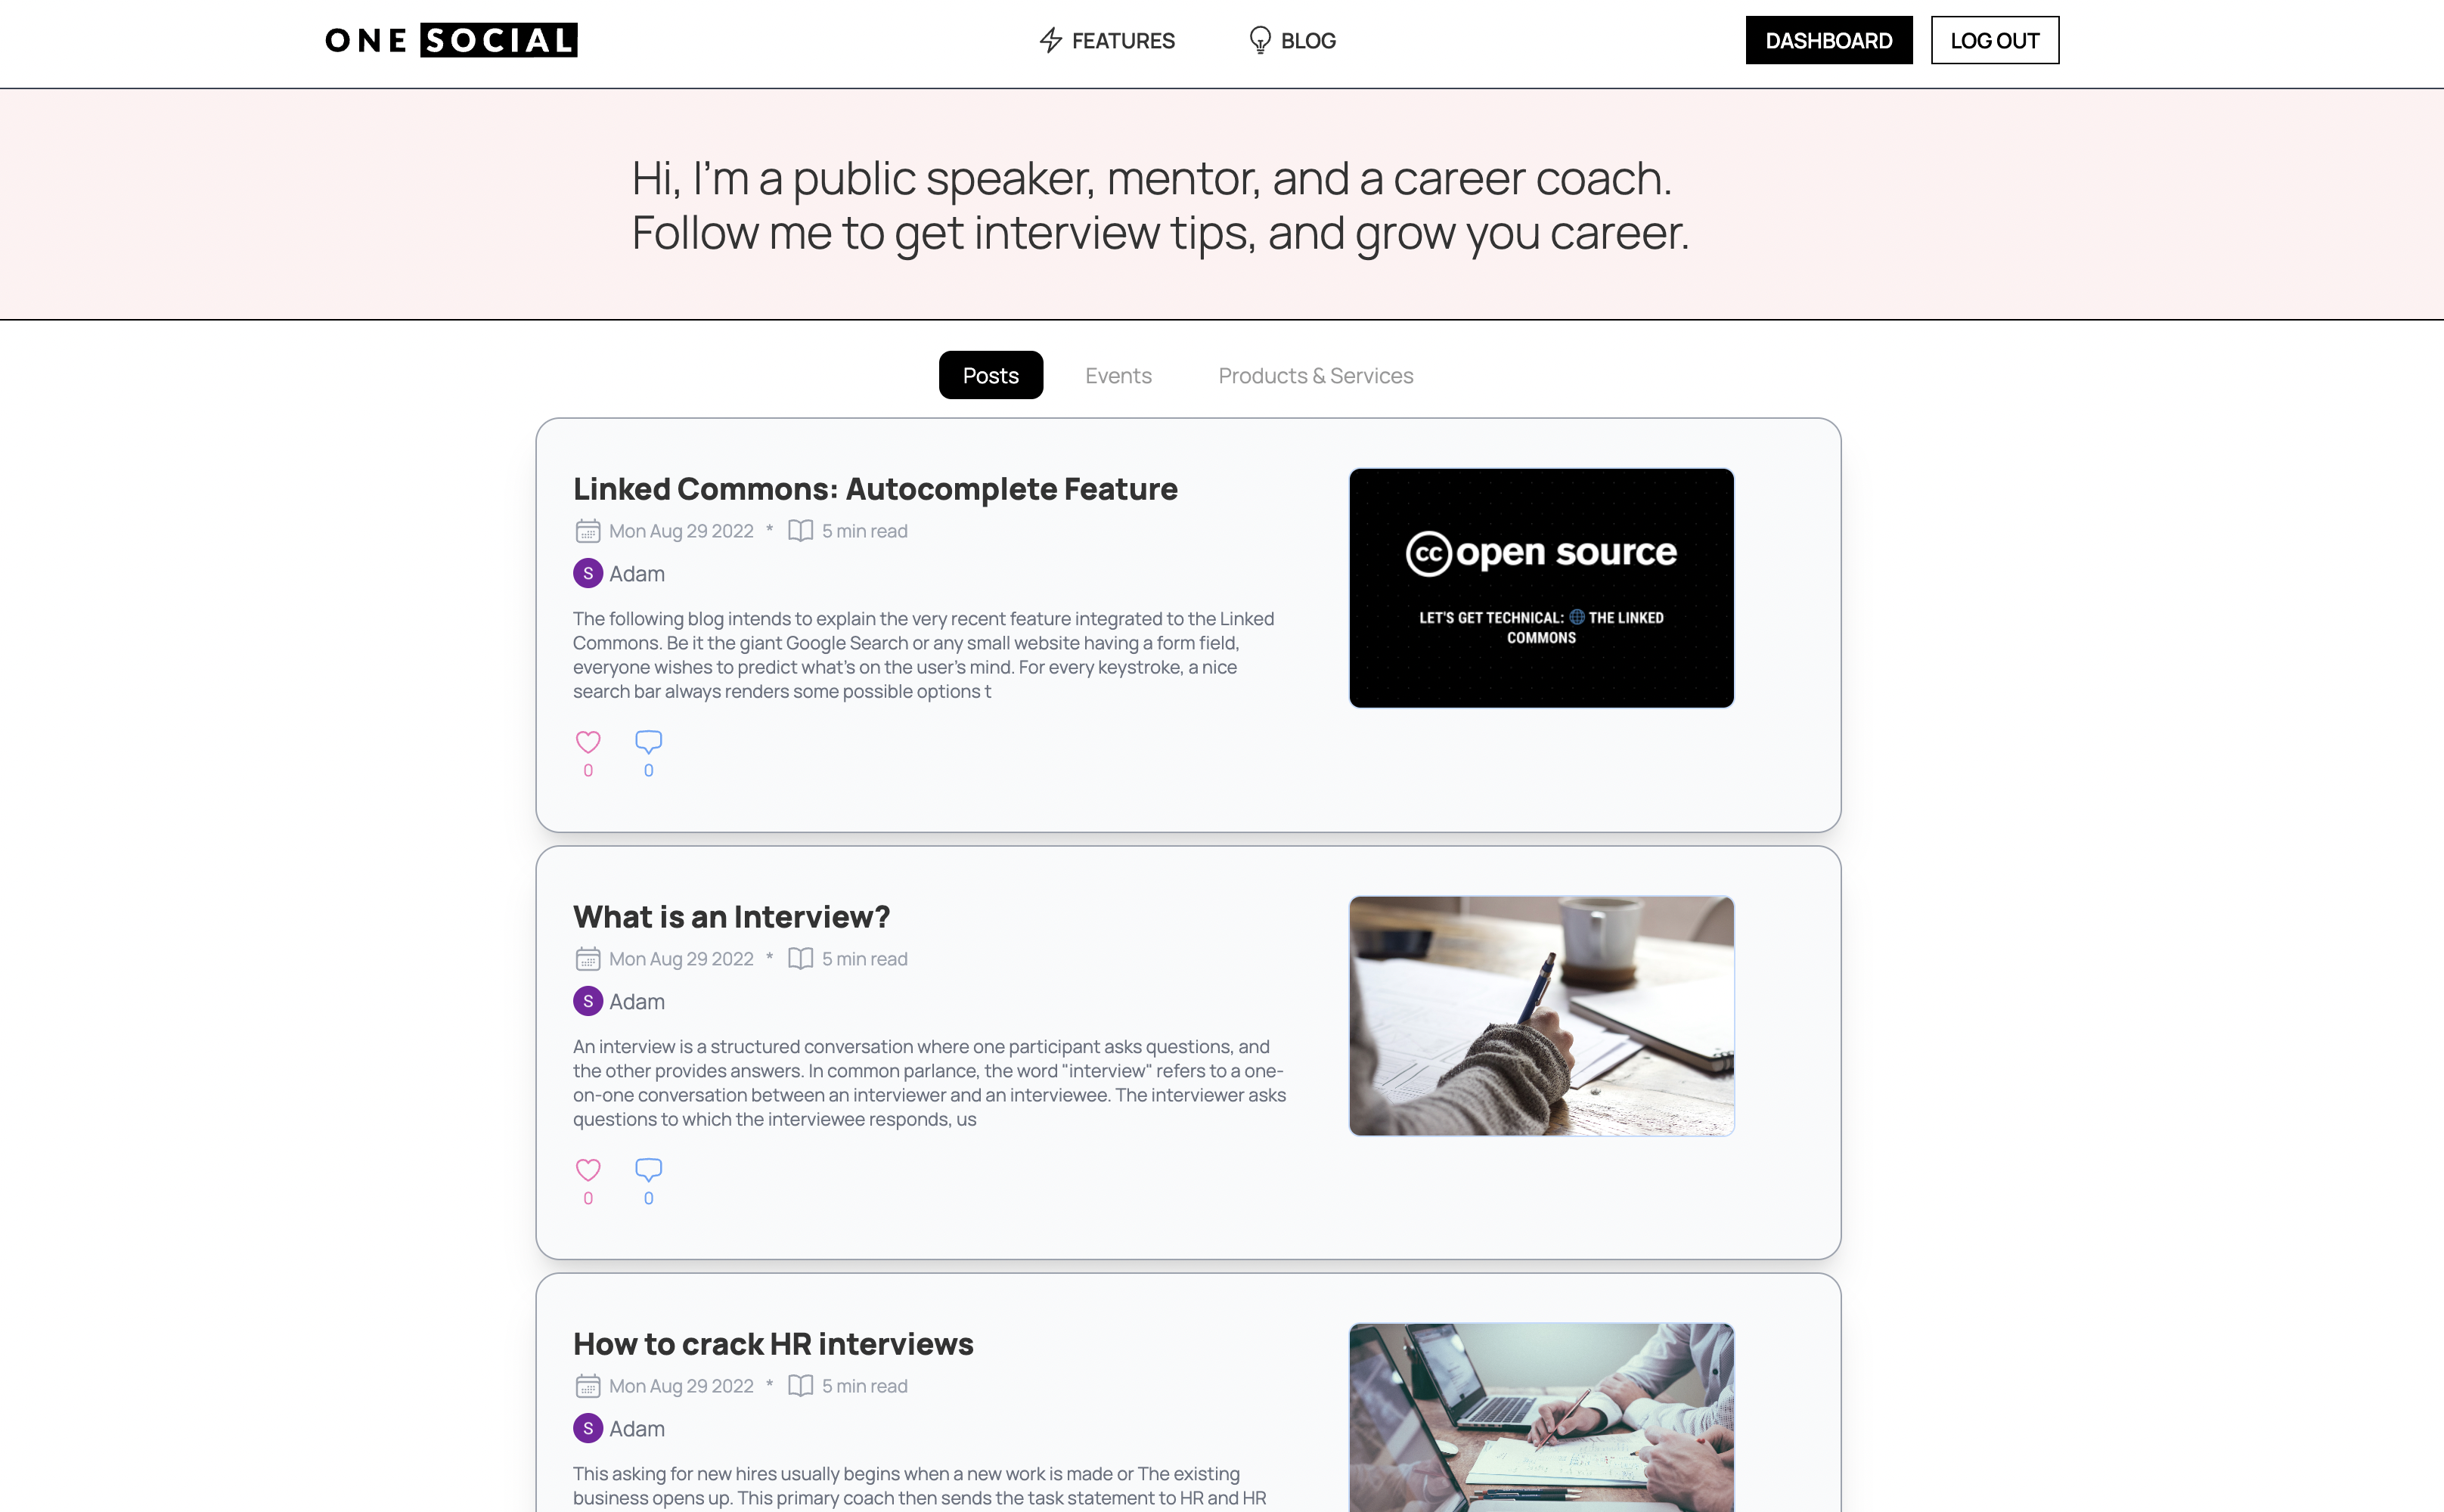 ONE SOCIAL
FEATURES
BLOG
DASHBOARD
LOG OUT
Hi, I'm a public speaker, mentor, and a career coach.
Follow me to get interview tips, and grow you career.
Posts
Events
Products & Services
Linked Commons: Autocomplete Feature
Mon Aug 29 2022 * 5 min read
S Adam
The following blog intends to explain the very recent feature integrated to the Linked
Commons. Be it the giant Google Search or any small website having a form field,
everyone wishes to predict what's on the user's mind. For every keystroke, a nice
search bar always renders some possible options t
0 0
cc open source
LET'S GET TECHNICAL: 🌐 THE LINKED
COMMONS
What is an Interview?
Mon Aug 29 2022 * 5 min read
S Adam
An interview is a structured conversation where one participant asks questions, and
the other provides answers. In common parlance, the word "interview" refers to a one-
on-one conversation between an interviewer and an interviewee. The interviewer asks
questions to which the interviewee responds, us
0 0
How to crack HR interviews
Mon Aug 29 2022 * 5 min read
S Adam
This asking for new hires usually begins when a new work is made or The existing
business opens up. This primary coach then sends the task statement to HR and HR